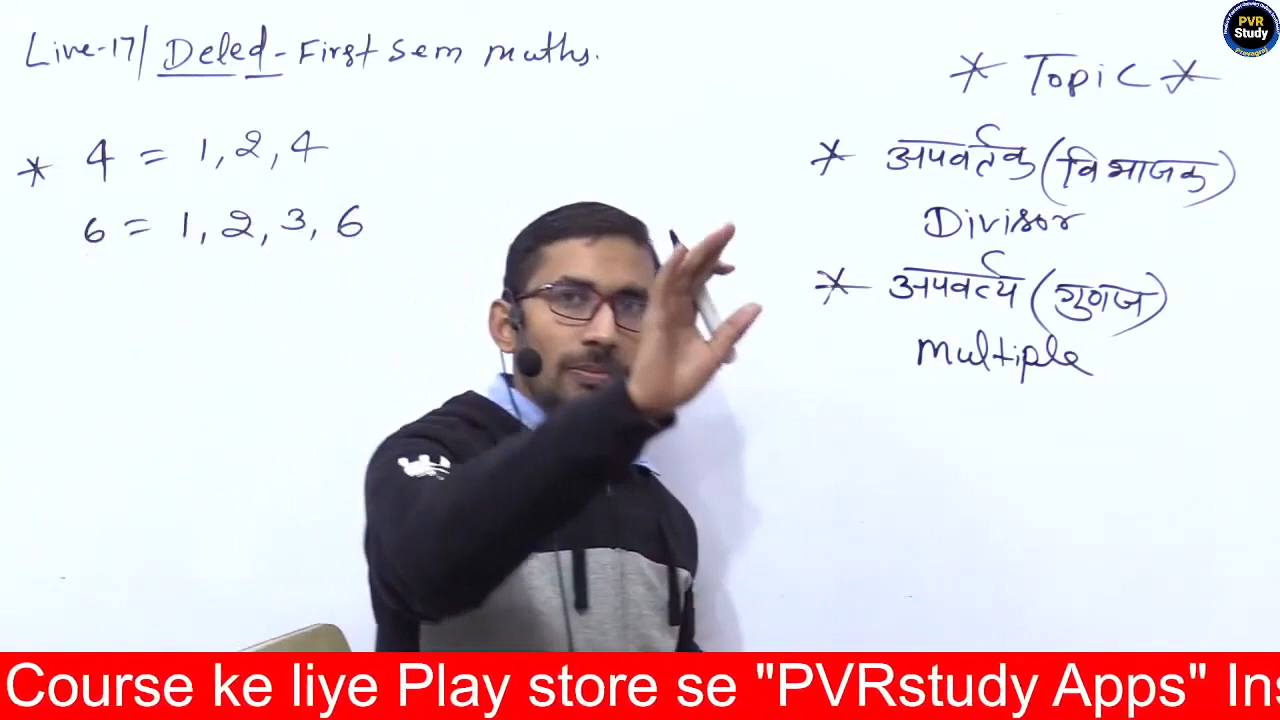 Live-17/ Deled - First Sem maths.
* 4 = 1, 2, 4
6 = 1, 2, 3, 6
* Topic *
* अपवर्तक (विभाजक)
Divisor
* अपवर्त्य (गुणज)
multiple
PVR
Study
Prayagraj
Course ke liye Play store se "PVRstudy Apps" Ins